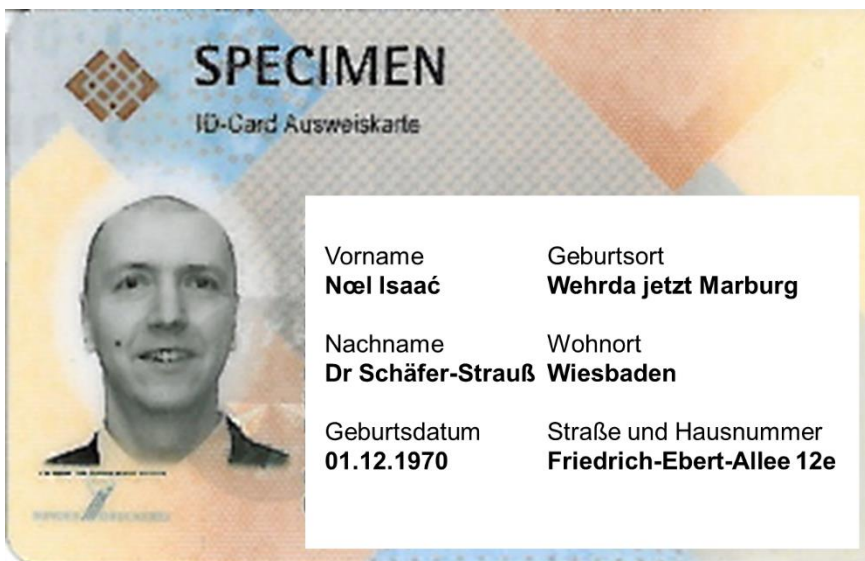 SPECIMEN
ID-Card Ausweiskarte
Vorname
Nœl Isaać
Geburtsort
Wehrda jetzt Marburg
Nachname
Dr Schäfer-Strauß
Wohnort
Wiesbaden
Geburtsdatum
01.12.1970
Straße und Hausnummer
Friedrich-Ebert-Allee 12e